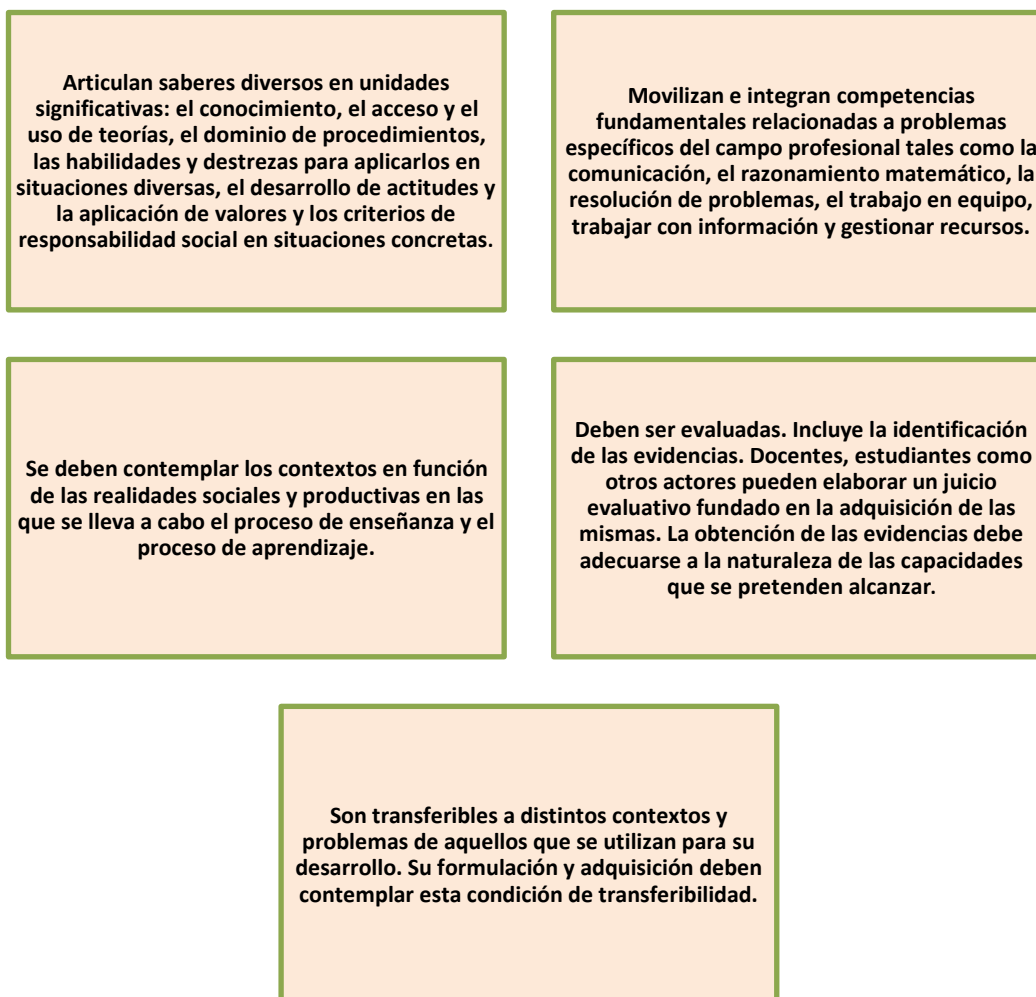 Articulan saberes diversos en unidades
significativas: el conocimiento, el acceso y el
uso de teorías, el dominio de procedimientos,
las habilidades y destrezas para aplicarlos en
situaciones diversas, el desarrollo de actitudes y
la aplicación de valores y los criterios de
responsabilidad social en situaciones concretas.
Movilizan e integran competencias
fundamentales relacionadas a problemas
específicos del campo profesional tales como la
comunicación, el razonamiento matemático, la
resolución de problemas, el trabajo en equipo,
trabajar con información y gestionar recursos.
Se deben contemplar los contextos en función
de las realidades sociales y productivas en las
que se lleva a cabo el proceso de enseñanza y el
proceso de aprendizaje.
Deben ser evaluadas. Incluye la identificación
de las evidencias. Docentes, estudiantes como
otros actores pueden elaborar un juicio
evaluativo fundado en la adquisición de las
mismas. La obtención de las evidencias debe
adecuarse a la naturaleza de las capacidades
que se pretenden alcanzar.
Son transferibles a distintos contextos y
problemas de aquellos que se utilizan para su
desarrollo. Su formulación y adquisición deben
contemplar esta condición de transferibilidad.